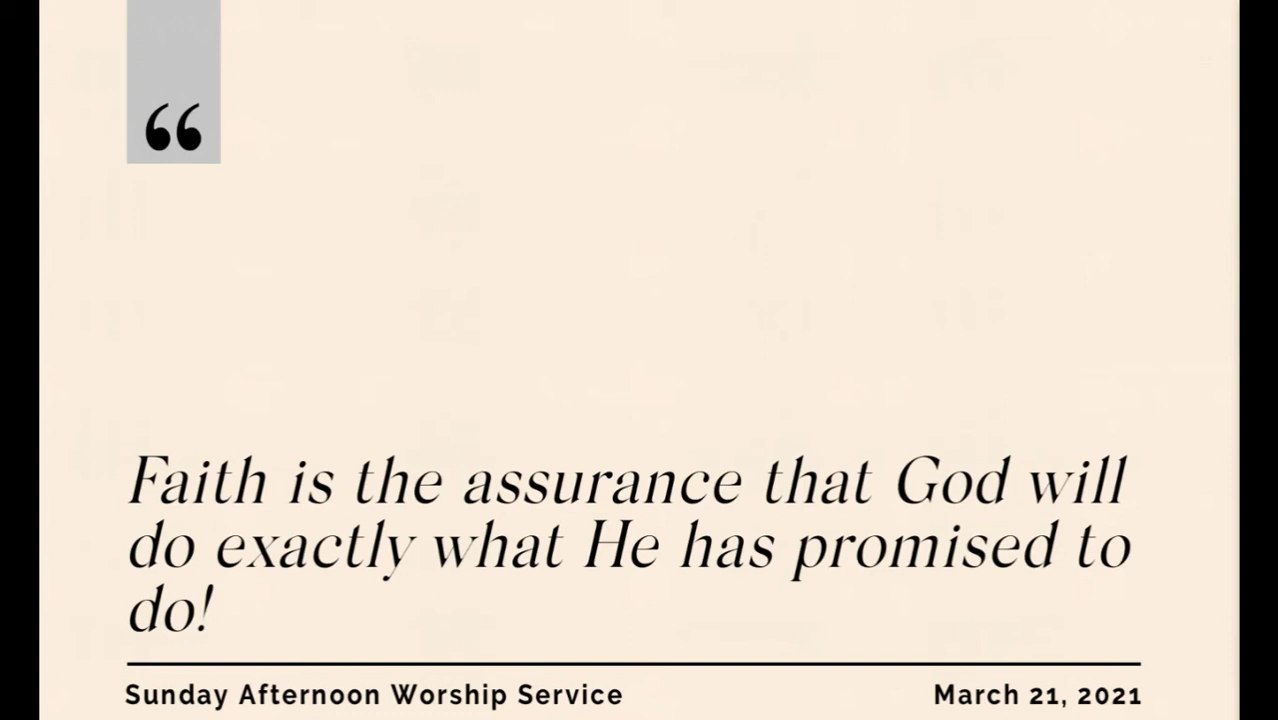 “
Faith is the assurance that God will
do exactly what He has promised to
do!
Sunday Afternoon Worship Service
March 21, 2021